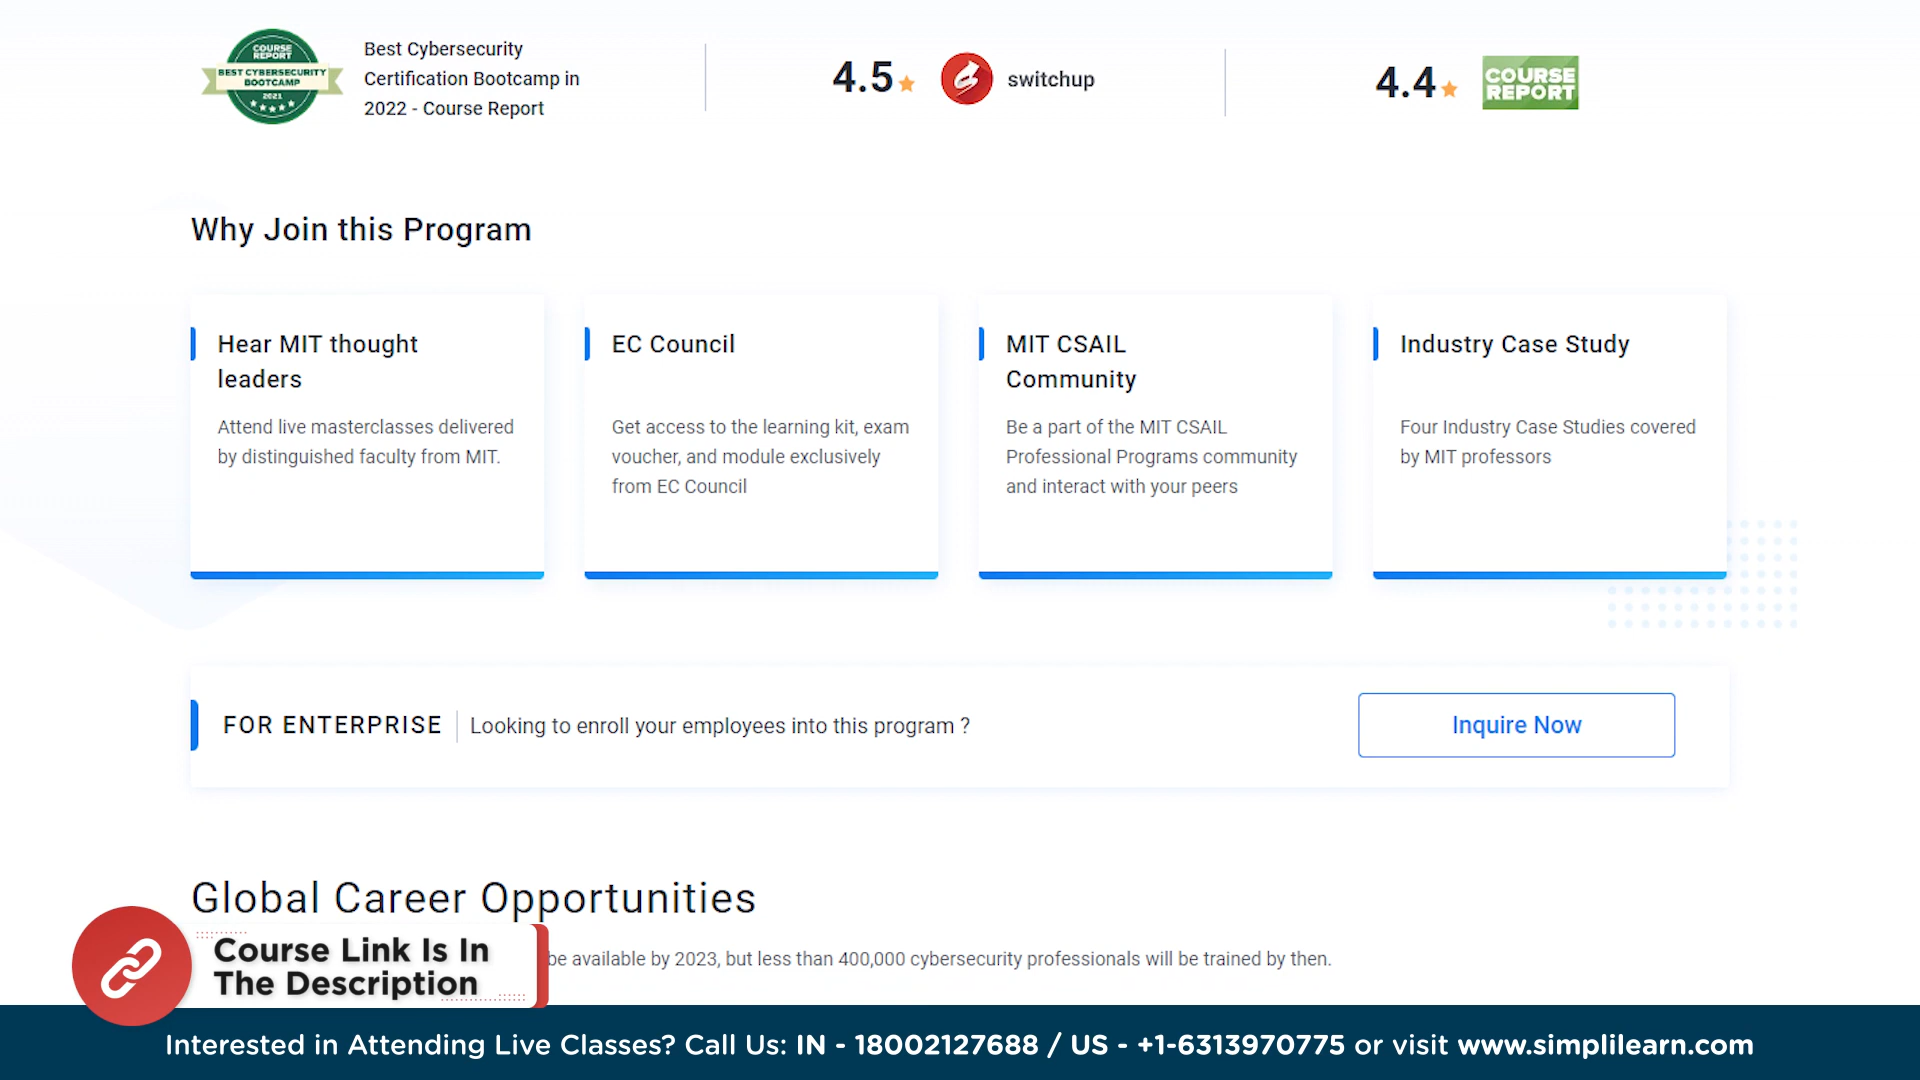 COURSE
REPORT
BEST CYBERSECURITY
BOOTCAMP
2021
Best Cybersecurity
Certification Bootcamp in
2022 - Course Report
4.5
switchup
4.4
COURSE
REPORT
Why Join this Program
Hear MIT thought
leaders
Attend live masterclasses delivered
by distinguished faculty from MIT.
EC Council
Get access to the learning kit, exam
voucher, and module exclusively
from EC Council
MIT CSAIL
Community
Be a part of the MIT CSAIL
Professional Programs community
and interact with your peers
Industry Case Study
Four Industry Case Studies covered
by MIT professors
FOR ENTERPRISE
Looking to enroll your employees into this program ?
Inquire Now
Global Career Opportunities
be available by 2023, but less than 400,000 cybersecurity professionals will be trained by then.
Course Link Is In
The Description
Interested in Attending Live Classes? Call Us: IN - 18002127688 / US - +1-6313970775 or visit www.simplilearn.com